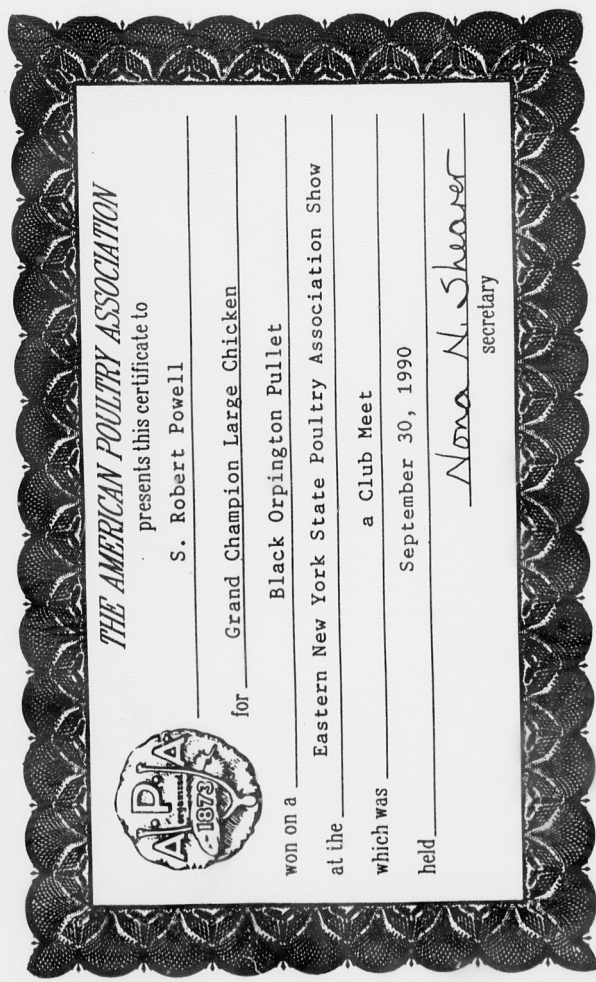 THE AMERICAN POULTRY ASSOCIATION
presents this certificate to
S. Robert Powell
for Grand Champion Large Chicken
won on a Black Orpington Pullet
at the Eastern New York State Poultry Association Show
which was a Club Meet
held September 30, 1990
Nona N. Shearer
secretary
A.P.A.
organized
1873